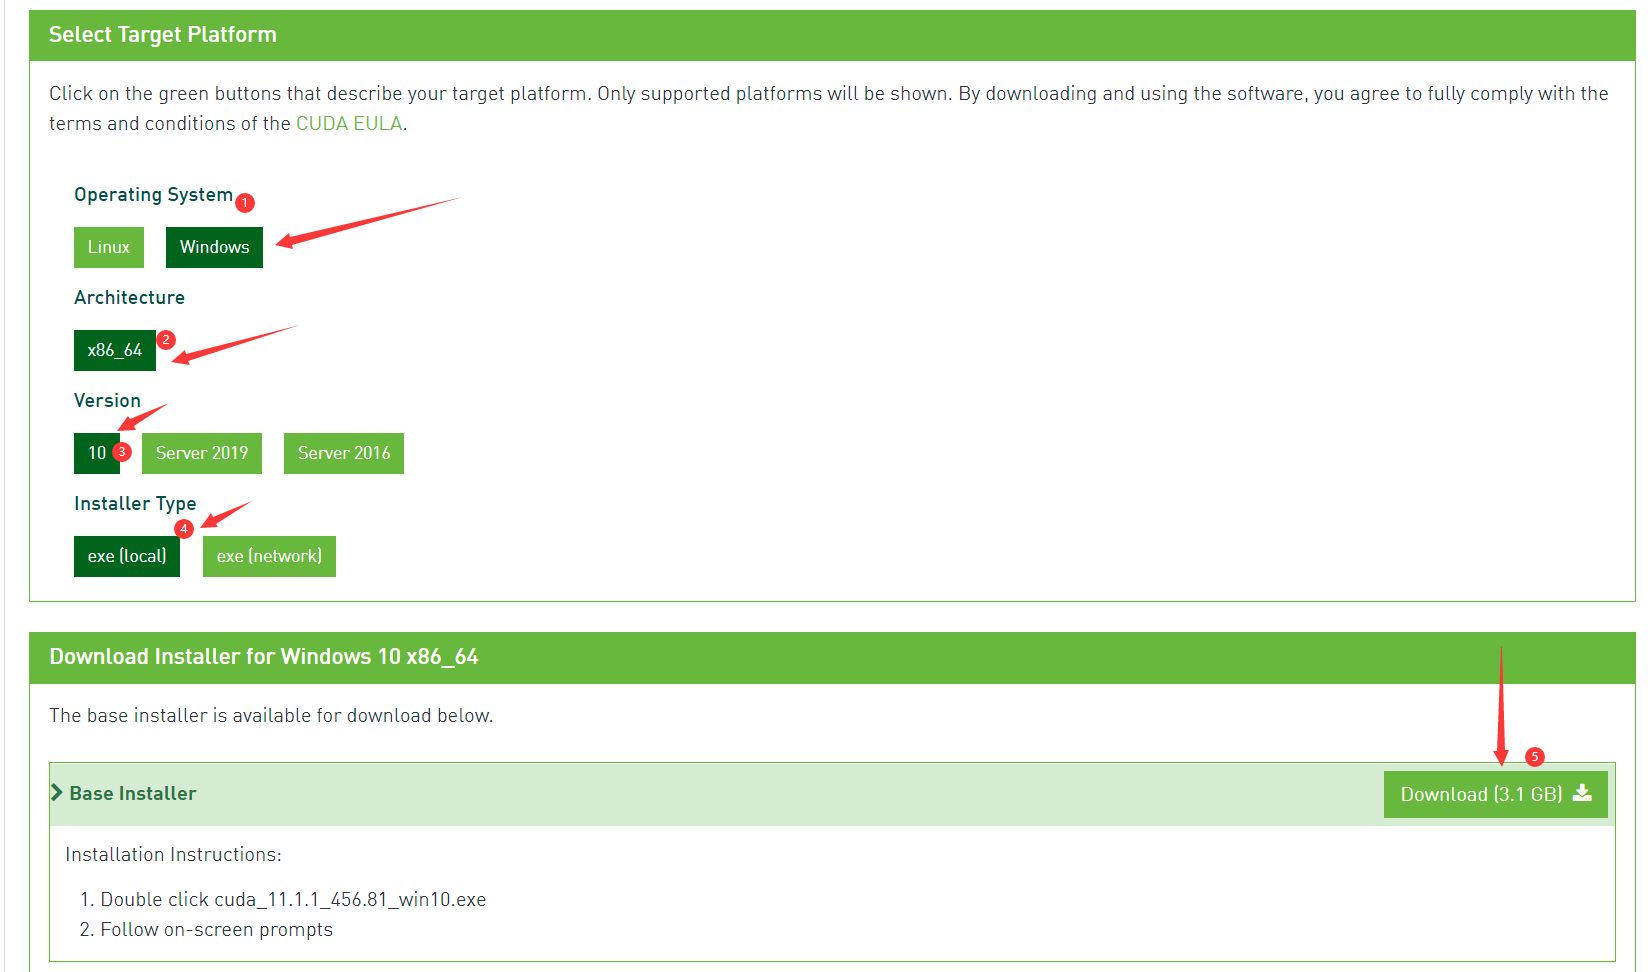 Select Target Platform
Click on the green buttons that describe your target platform. Only supported platforms will be shown. By downloading and using the software, you agree to fully comply with the
terms and conditions of the CUDA EULA.
Operating System 1
Linux Windows
Architecture
x86_64 2
Version
10 3 Server 2019 Server 2016
Installer Type
4
exe (local) exe (network)
Download Installer for Windows 10 x86_64
The base installer is available for download below.
5
Base Installer Download (3.1 GB)
Installation Instructions:
1. Double click cuda_11.1.1_456.81_win10.exe
2. Follow on-screen prompts